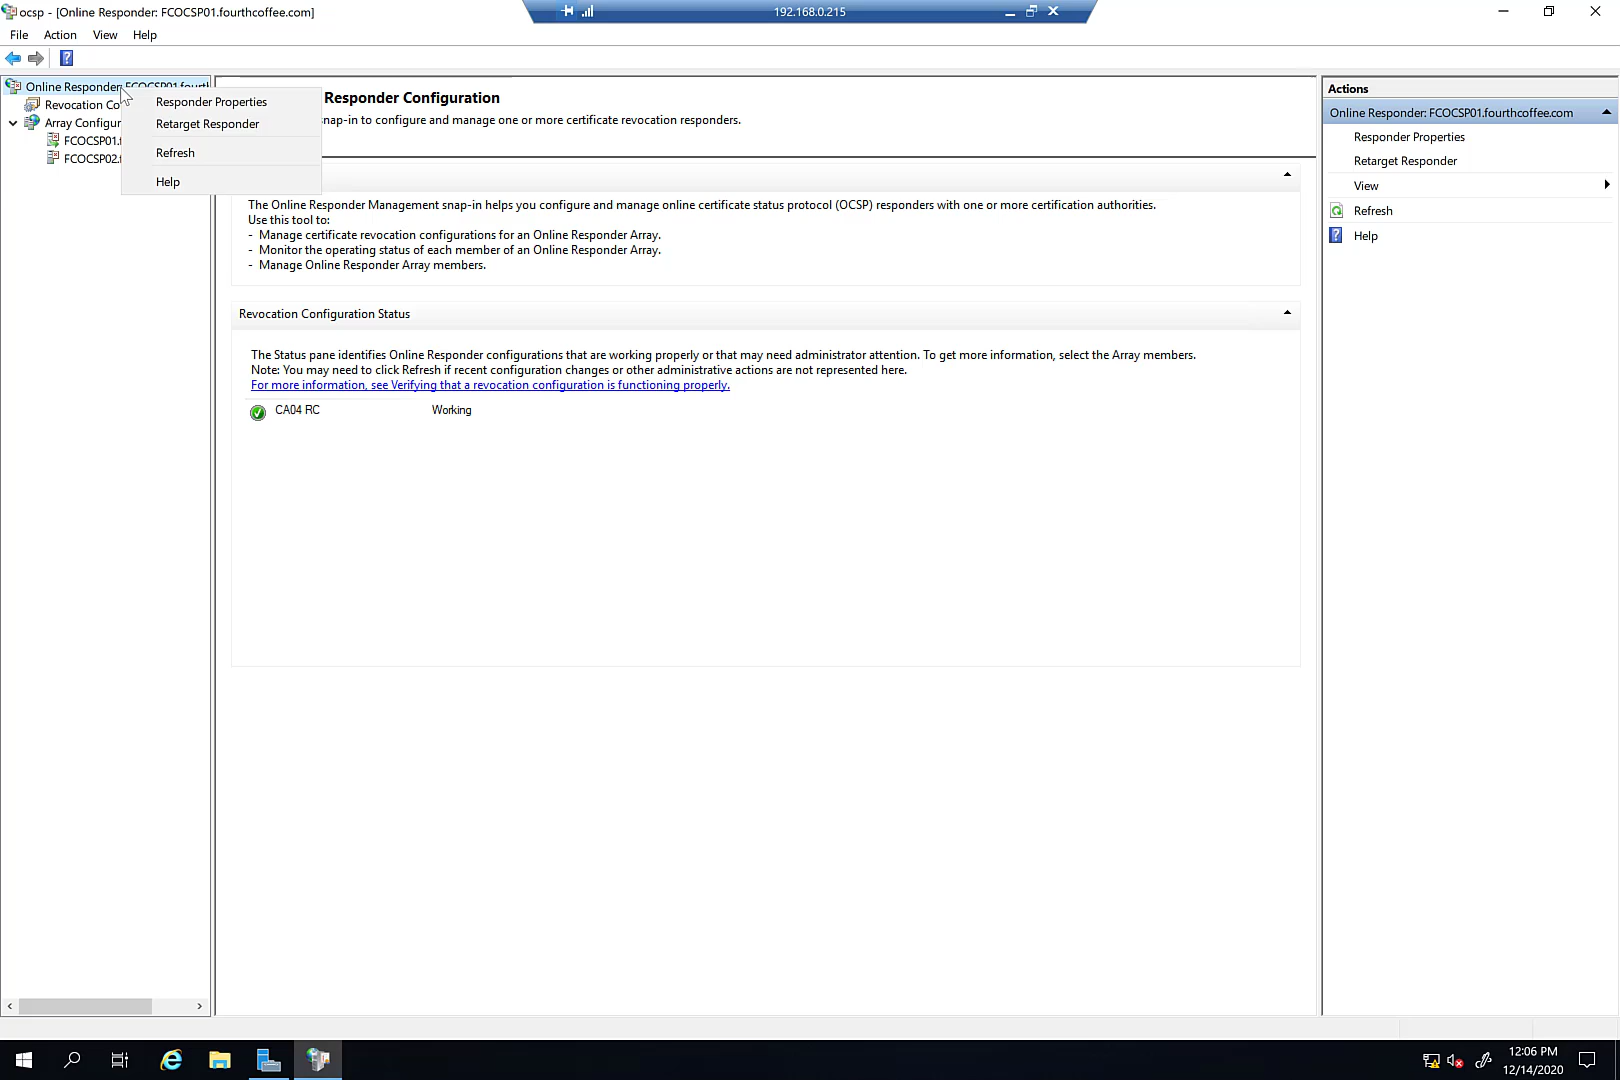 ocsp - [Online Responder: FCOCSP01.fourthcoffee.com]
192.168.0.215
File Action View Help
Online Responder
Revocation Co
Array Configur
FCOCSP01.f
FCOCSP02.f
Responder Properties
Retarget Responder
Refresh
Help
Responder Configuration
snap-in to configure and manage one or more certificate revocation responders.
The Online Responder Management snap-in helps you configure and manage online certificate status protocol (OCSP) responders with one or more certification authorities.
Use this tool to:
- Manage certificate revocation configurations for an Online Responder Array.
- Monitor the operating status of each member of an Online Responder Array.
- Manage Online Responder Array members.
Revocation Configuration Status
The Status pane identifies Online Responder configurations that are working properly or that may need administrator attention. To get more information, select the Array members.
Note: You may need to click Refresh if recent configuration changes or other administrative actions are not represented here.
For more information, see Verifying that a revocation configuration is functioning properly.
CA04 RC Working
Actions
Online Responder: FCOCSP01.fourthcoffee.com
Responder Properties
Retarget Responder
View
Refresh
Help
12:06 PM
12/14/2020